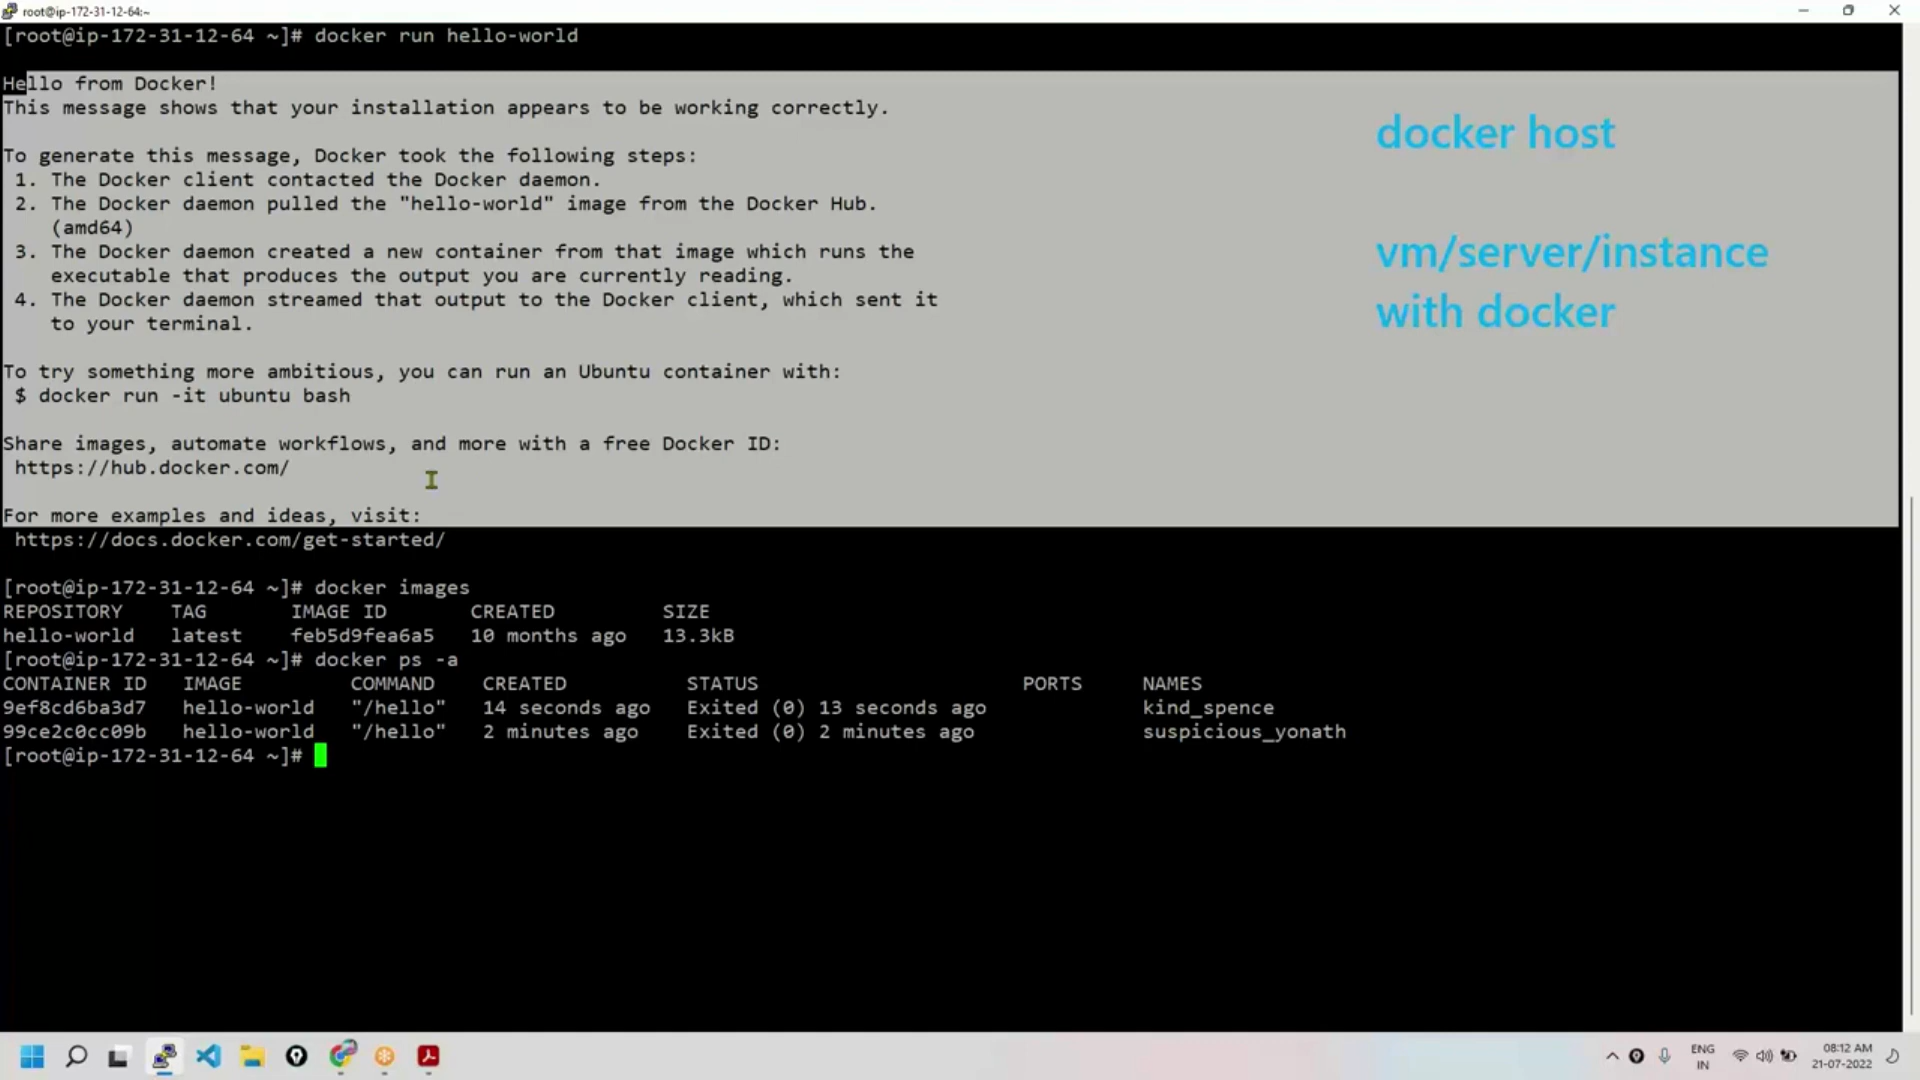 root@ip-172-31-12-64:~
[root@ip-172-31-12-64 ~]# docker run hello-world
Hello from Docker!
This message shows that your installation appears to be working correctly.
To generate this message, Docker took the following steps:
1. The Docker client contacted the Docker daemon.
2. The Docker daemon pulled the "hello-world" image from the Docker Hub.
(amd64)
3. The Docker daemon created a new container from that image which runs the
executable that produces the output you are currently reading.
4. The Docker daemon streamed that output to the Docker client, which sent it
to your terminal.
To try something more ambitious, you can run an Ubuntu container with:
$ docker run -it ubuntu bash
Share images, automate workflows, and more with a free Docker ID:
https://hub.docker.com/
For more examples and ideas, visit:
https://docs.docker.com/get-started/
docker host
vm/server/instance
with docker
[root@ip-172-31-12-64 ~]# docker images
REPOSITORY TAG IMAGE ID CREATED SIZE
hello-world latest feb5d9fea6a5 10 months ago 13.3kB
[root@ip-172-31-12-64 ~]# docker ps -a
CONTAINER ID IMAGE COMMAND CREATED STATUS PORTS NAMES
9ef8cd6ba3d7 hello-world "/hello" 14 seconds ago Exited (0) 13 seconds ago kind_spence
99ce2c0cc09b hello-world "/hello" 2 minutes ago Exited (0) 2 minutes ago suspicious_yonath
[root@ip-172-31-12-64 ~]#
ENG
IN
08:12 AM
21-07-2022